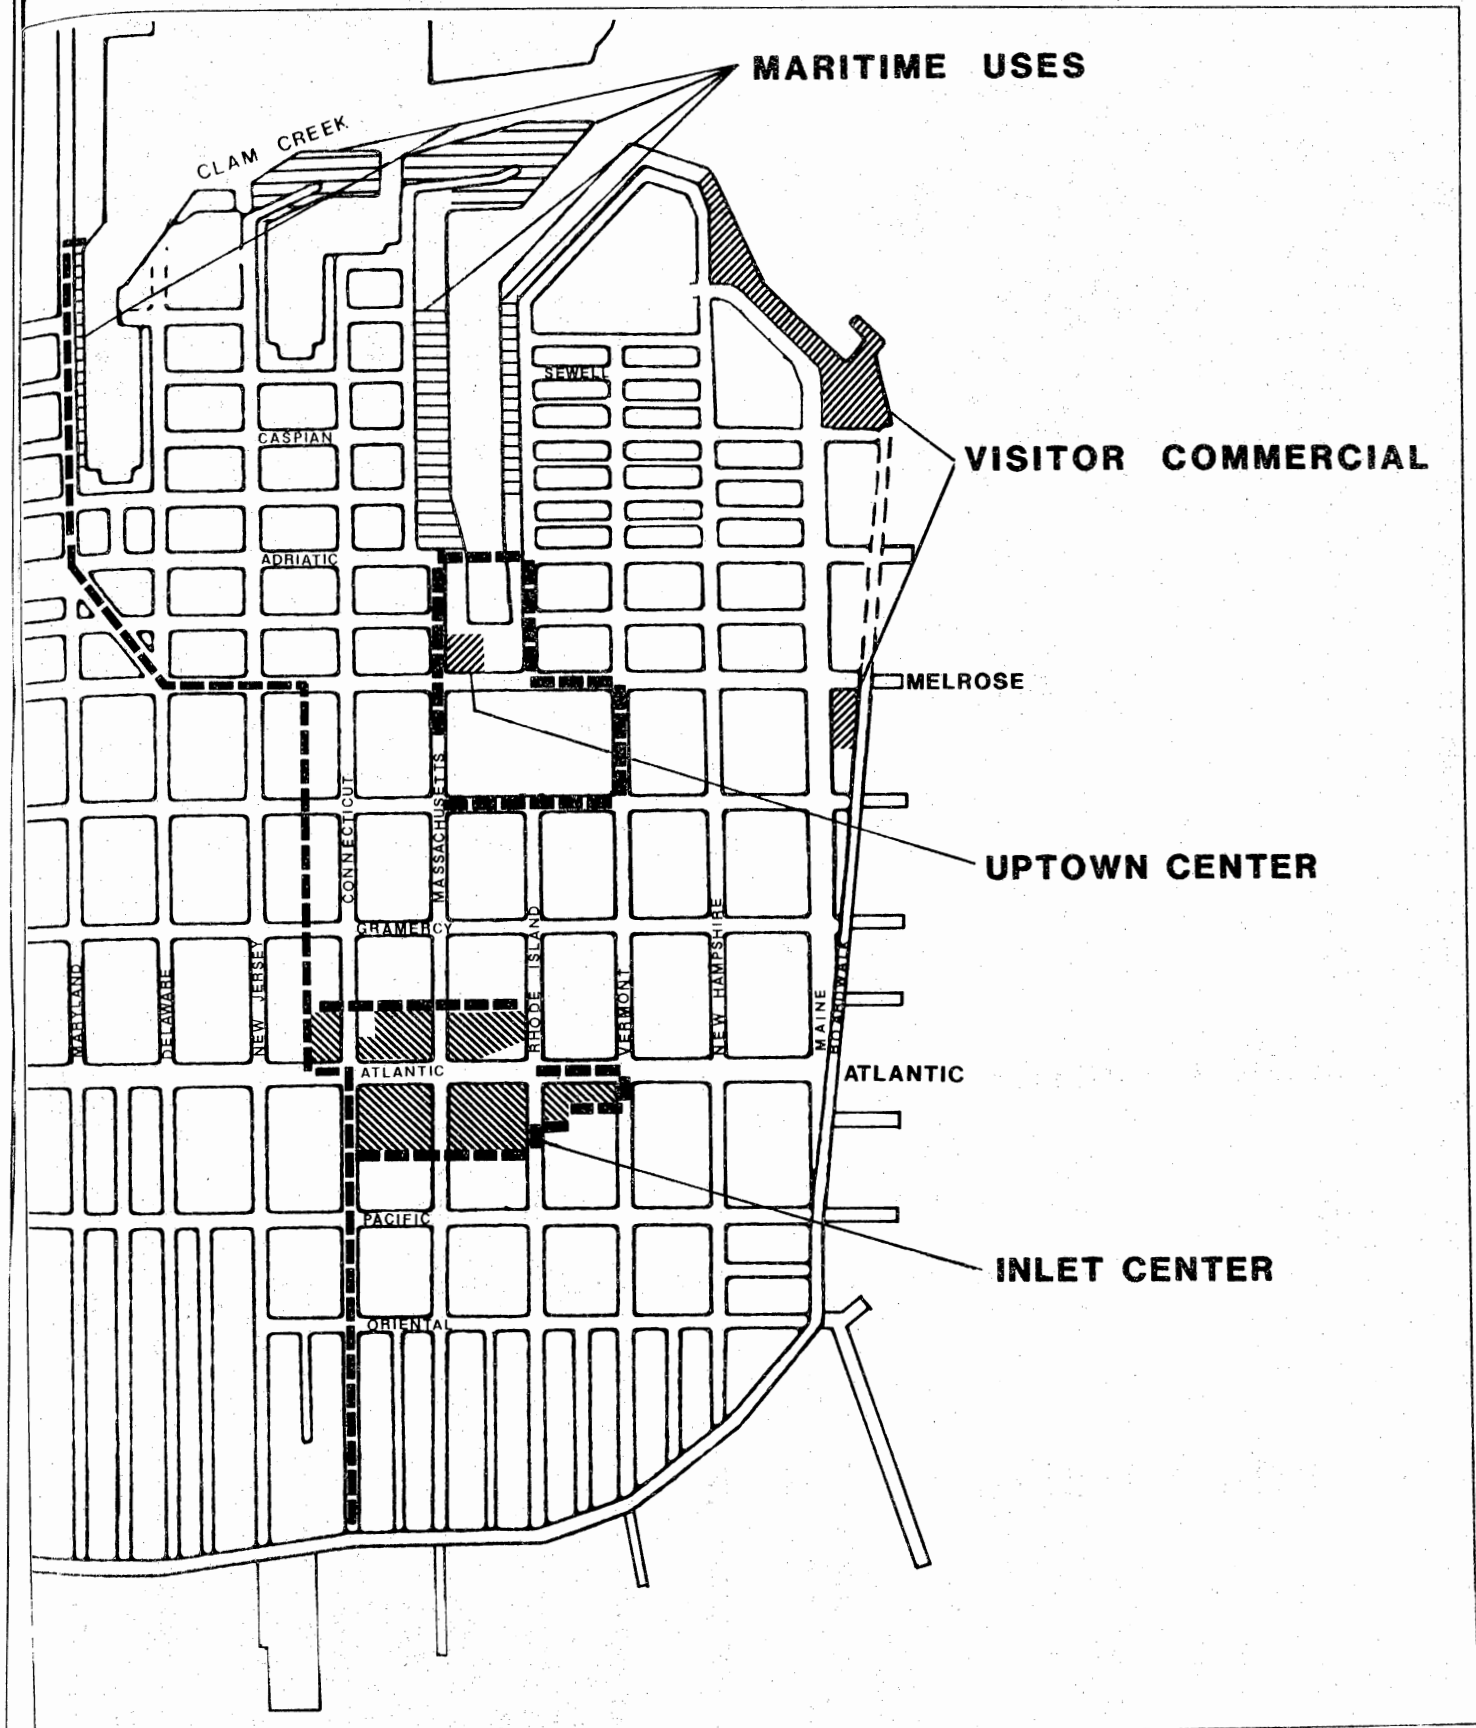 MARITIME USES
CLAM CREEK
SEWELL
CASPIAN
VISITOR COMMERCIAL
ADRIATIC
MELROSE
CONNECTICUT
MASSACHUSETTS
UPTOWN CENTER
GRAMERCY
MARYLAND
DELAWARE
NEW JERSEY
RHODE ISLAND
VERMONT
NEW HAMPSHIRE
MAINE
BOARDWALK
ATLANTIC
ATLANTIC
PACIFIC
INLET CENTER
ORIENTAL